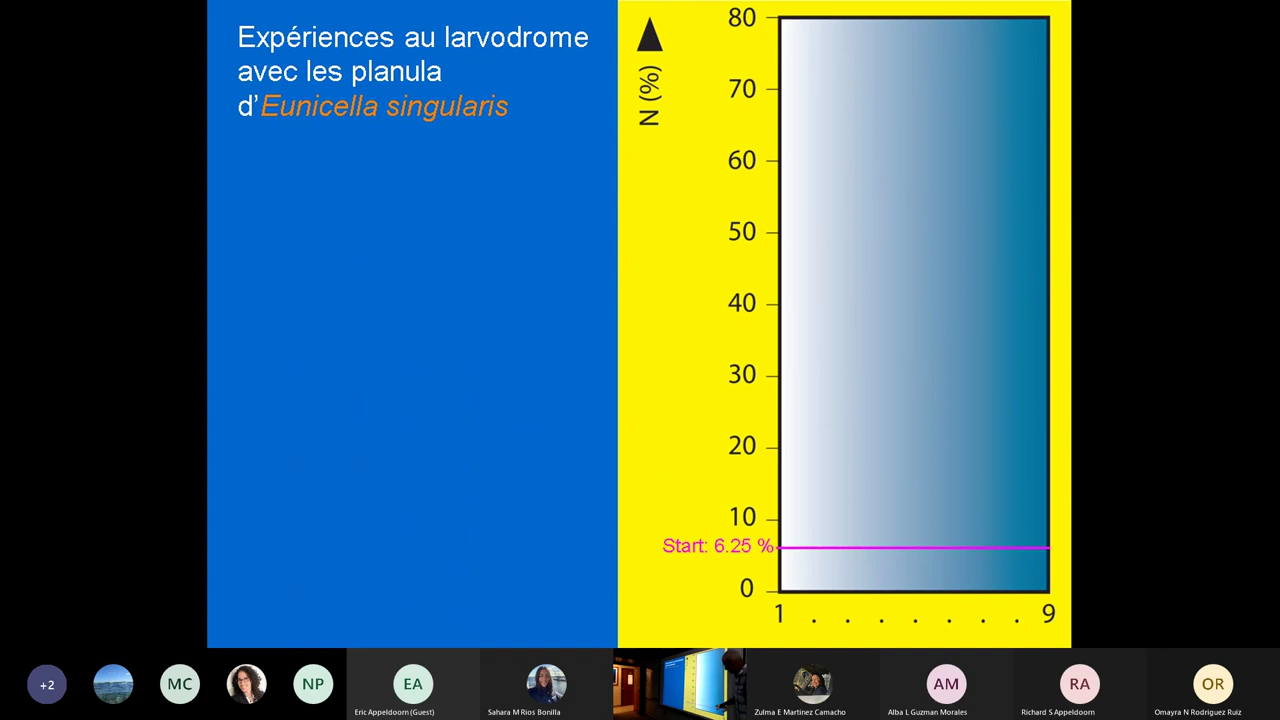 Expériences au larvodrome
avec les planula
d’Eunicella singularis
N (%)
80
70
60
50
40
30
20
10
Start: 6.25 %
0
1 . . . . . . . 9
+2
MC
NP
EA
Eric Appeldoorn (Guest)
Sahara M Rios Bonilla
Zulma E Martinez Camacho
AM
Alba L Guzman Morales
RA
Richard S Appeldoorn
OR
Omayra N Rodriguez Ruiz